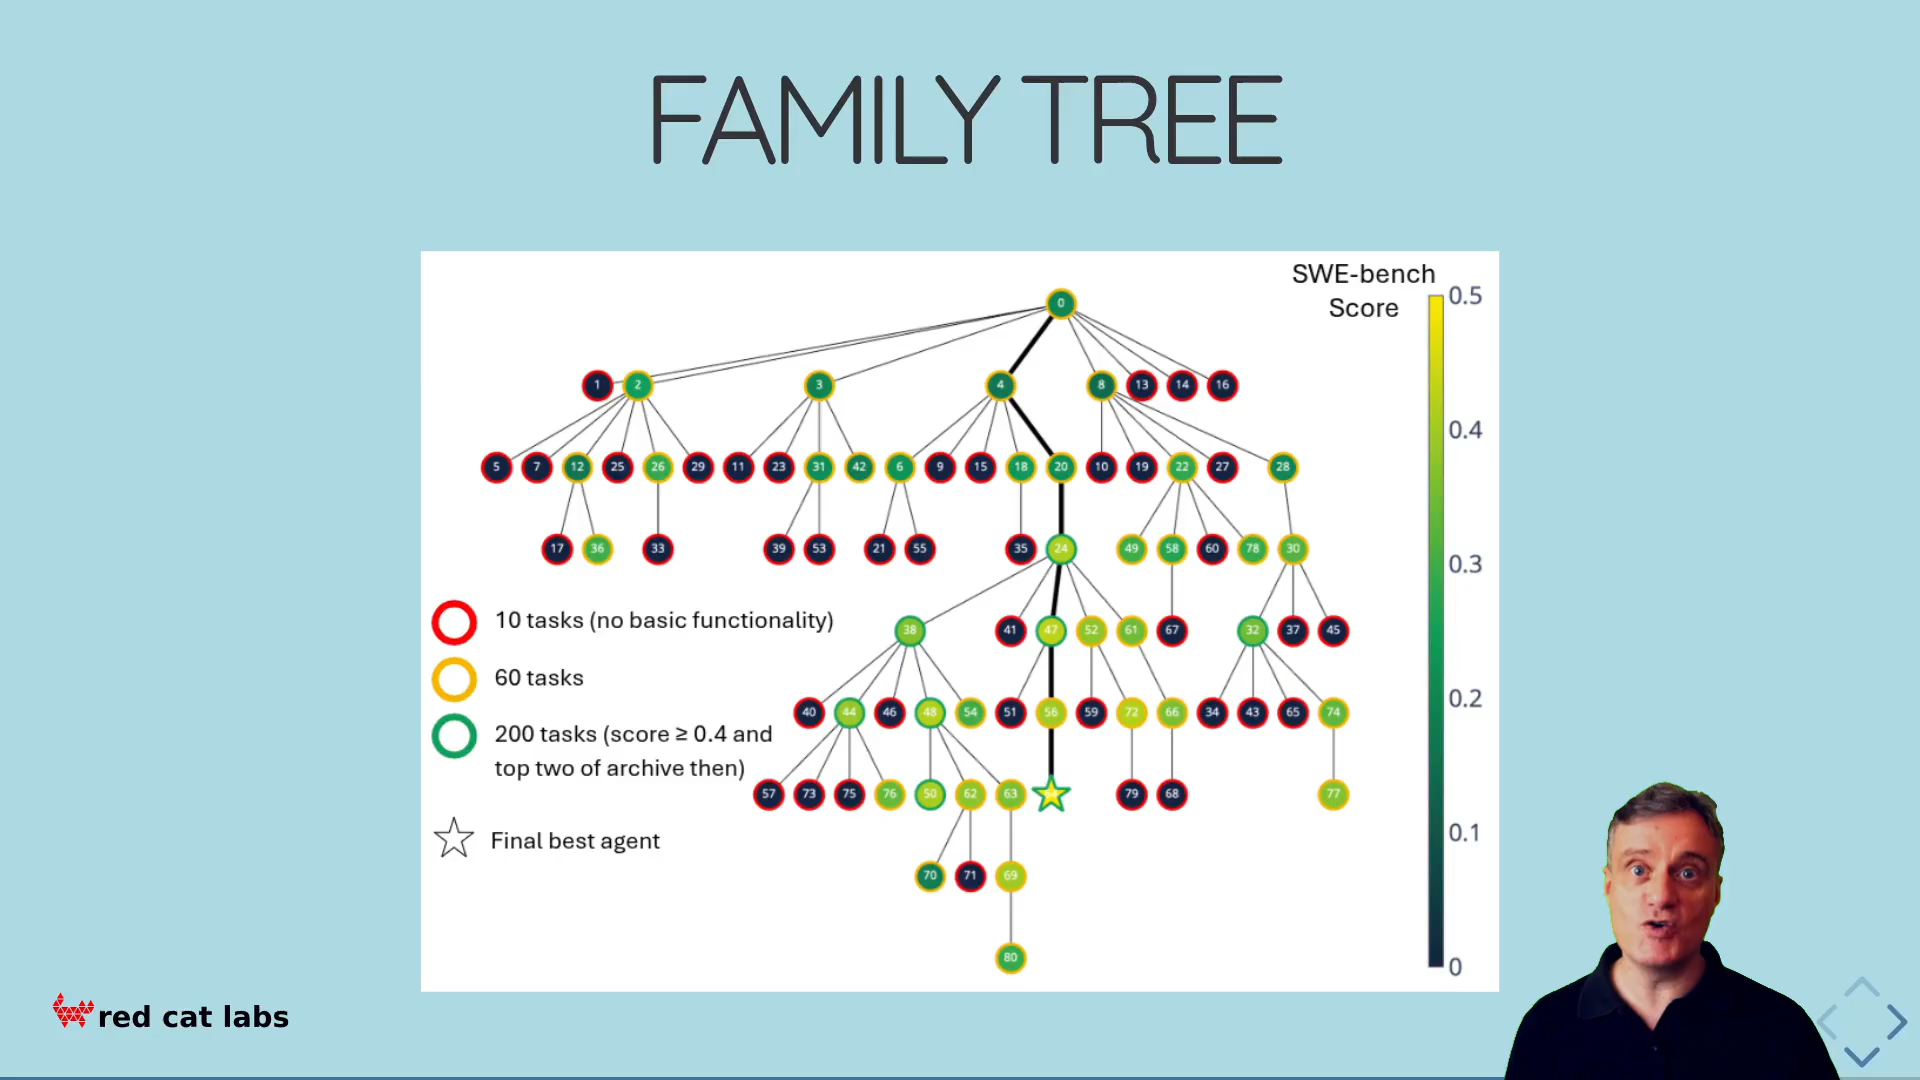 FAMILY TREE
SWE-bench
Score
0.5
0.4
0.3
0.2
0.1
0
0
1 2 3 4 8 13 14 16
5 7 12 25 26 29 11 23 31 42 6 9 15 18 20 10 19 22 27 28
17 36 33 39 53 21 55 35 24 49 58 60 78 30
10 tasks (no basic functionality)
38 41 47 52 61 67 32 37 45
60 tasks
40 44 46 48 54 51 56 59 72 66 34 43 65 74
200 tasks (score ≥ 0.4 and
top two of archive then)
57 73 75 76 50 62 63 79 68 77
Final best agent
70 71 69
80
red cat labs